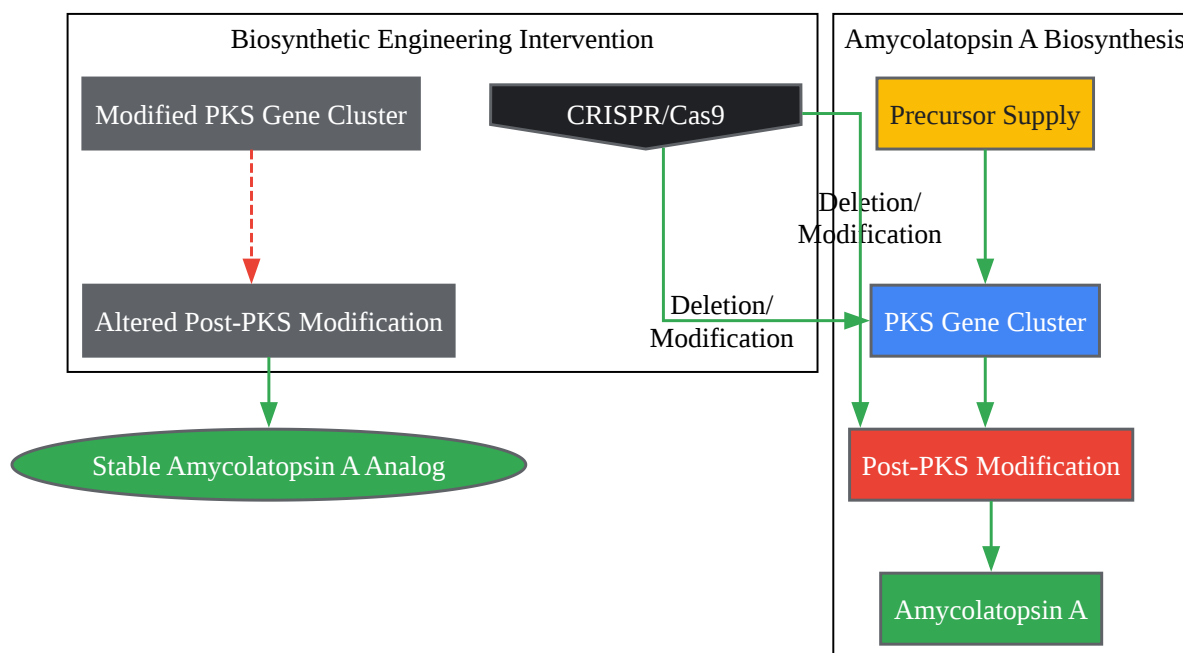 Biosynthetic Engineering Intervention
Amycolatopsin A Biosynthesis
Modified PKS Gene Cluster
CRISPR/Cas9
Precursor Supply
Deletion/
Modification
Deletion/
Modification
Altered Post-PKS Modification
PKS Gene Cluster
Stable Amycolatopsin A Analog
Post-PKS Modification
Amycolatopsin A